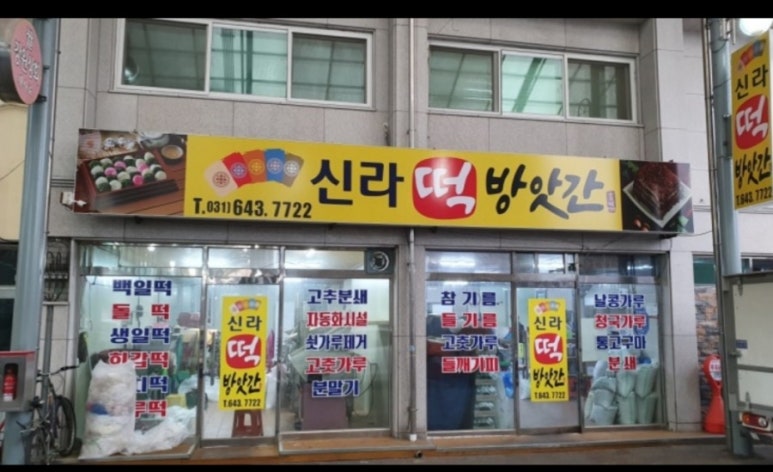 신라 떡 방앗간
T.031) 643. 7722
신라
떡
방앗간
T.643. 7722
백일떡
돌 떡
생일떡
회갑떡
떡
떡
신라
떡
방앗간
T.643. 7722
고추분쇄
자동화시설
쇳가루제거
고춧가루
분말기
참기름
들기름
고춧가루
들깨가피
신라
떡
방앗간
T.643. 7722
날콩가루
청국가루
통고구마
분쇄